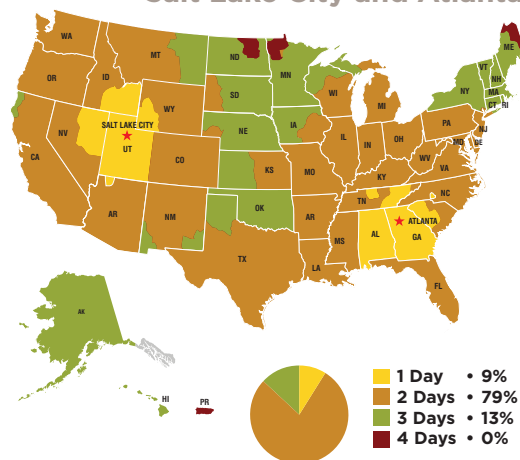 Salt Lake City and Atlanta
WA
MT
ND
MN
ME
OR
ID
WY
SD
WI
MI
VT
NH
NY
MA
CT
RI
NV
SALT LAKE CITY
UT
NE
IA
PA
NJ
CA
CO
KS
MO
IL
IN
OH
WV
VA
MD
DE
KY
AZ
NM
OK
AR
TN
NC
ATLANTA
TX
LA
MS
AL
GA
FL
AK
HI
PR
1 Day • 9%
2 Days • 79%
3 Days • 13%
4 Days • 0%